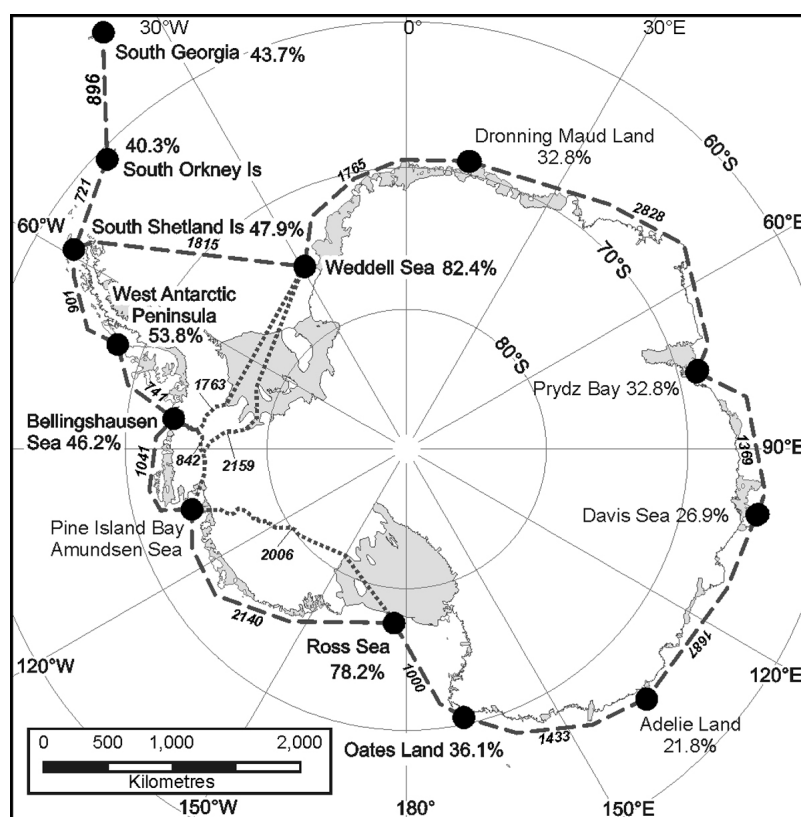 30°W
0°
30°E
South Georgia 43.7%
896
40.3%
South Orkney Is
Dronning Maud Land
32.8%
60°S
1765
721
60°W
South Shetland Is 47.9%
1815
2828
60°E
70°S
Weddell Sea 82.4%
West Antarctic
Peninsula
53.8%
901
80°S
Prydz Bay 32.8%
741
1763
Bellingshausen
Sea 46.2%
842
2159
1041
1369
90°E
Pine Island Bay
Amundsen Sea
Davis Sea 26.9%
2006
2140
Ross Sea
78.2%
1000
1687
120°W
120°E
Adelie Land
21.8%
Oates Land 36.1%
1433
0 500 1,000 2,000
Kilometres
150°W
180°
150°E